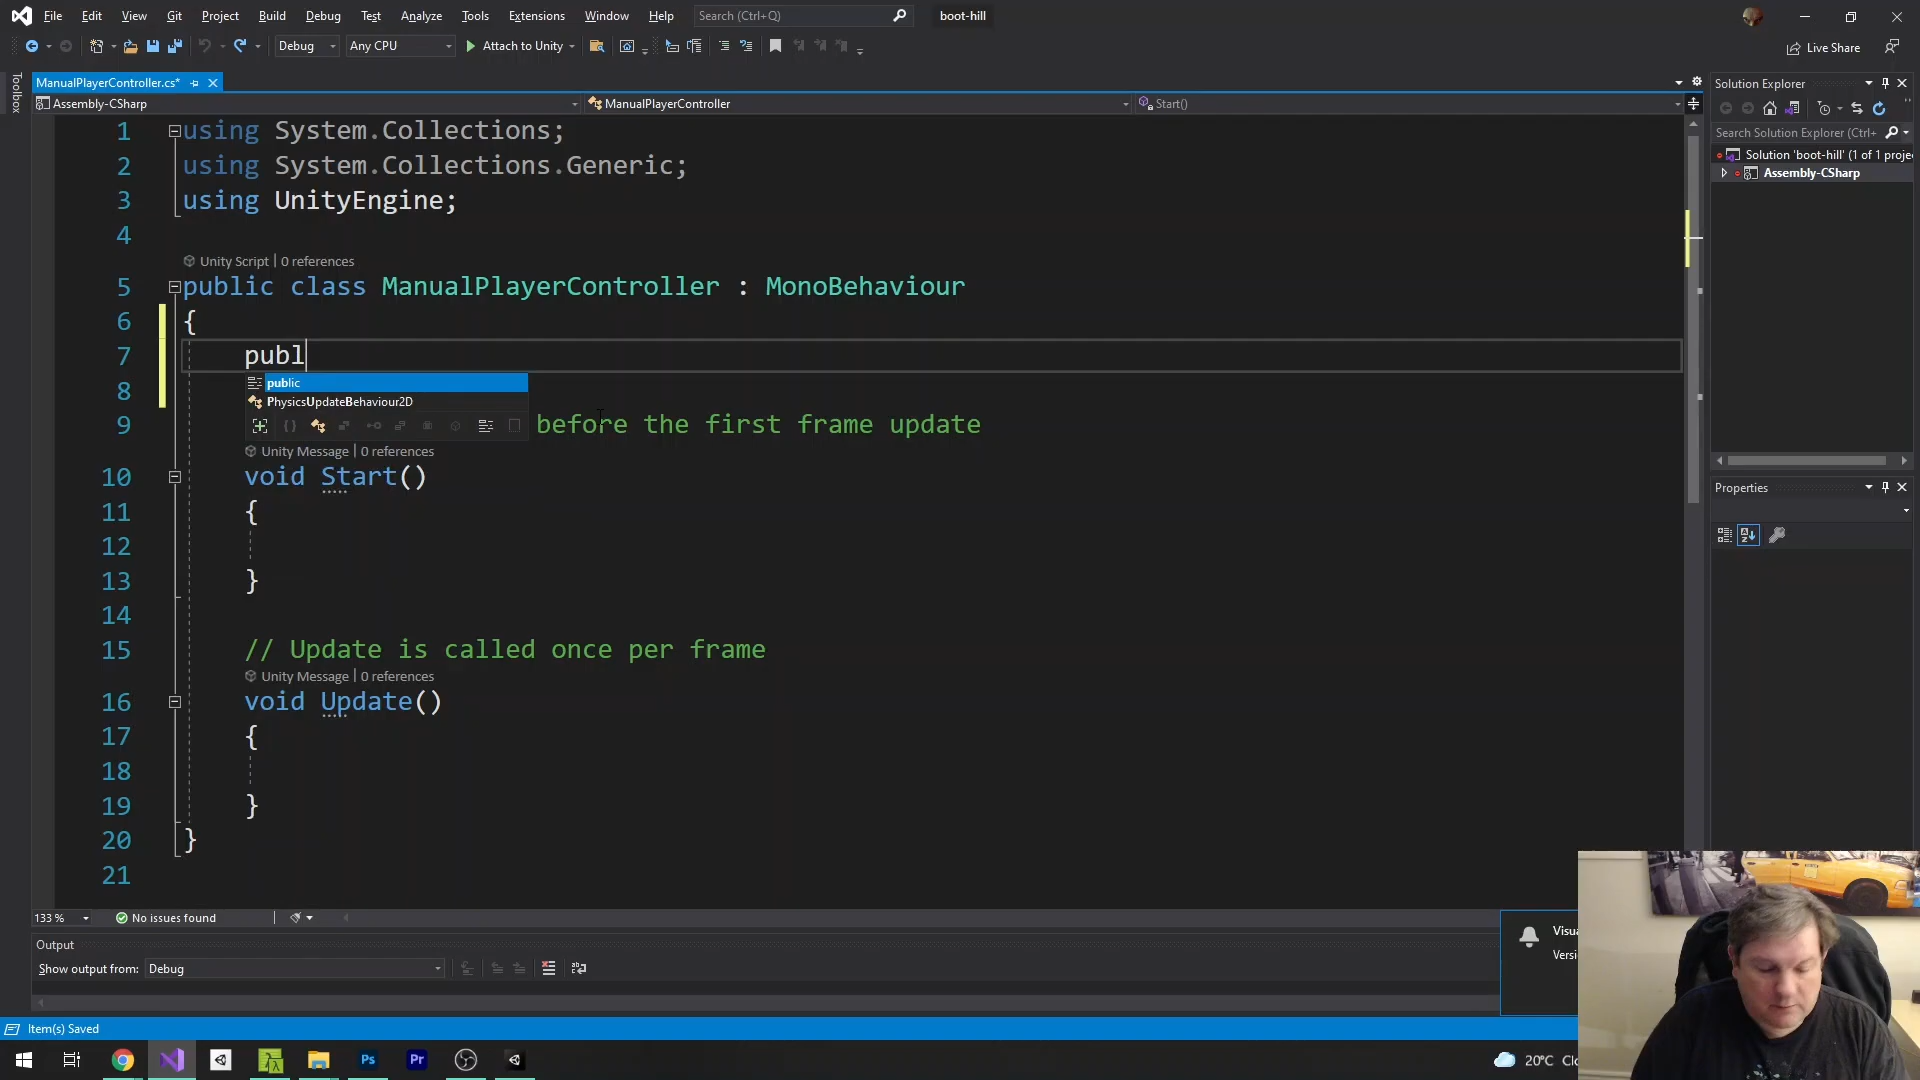 File Edit View Git Project Build Debug Test Analyze Tools Extensions Window Help Search (Ctrl+Q) boot-hill
Debug Any CPU Attach to Unity Live Share
Toolbox
ManualPlayerController.cs*
Assembly-CSharp ManualPlayerController Start()
1 using System.Collections;
2 using System.Collections.Generic;
3 using UnityEngine;
4
Unity Script | 0 references
5 public class ManualPlayerController : MonoBehaviour
6 {
7 publ
public
8
PhysicsUpdateBehaviour2D
9 before the first frame update
Unity Message | 0 references
10 void Start()
11 {
12
13 }
14
15 // Update is called once per frame
Unity Message | 0 references
16 void Update()
17 {
18
19 }
20 }
21
133 % No issues found
Output
Show output from: Debug
Item(s) Saved
Solution Explorer
Search Solution Explorer (Ctrl+
Solution 'boot-hill' (1 of 1 proje
Assembly-CSharp
Properties
Visua
Versi
Ps Pr 20°C Clo